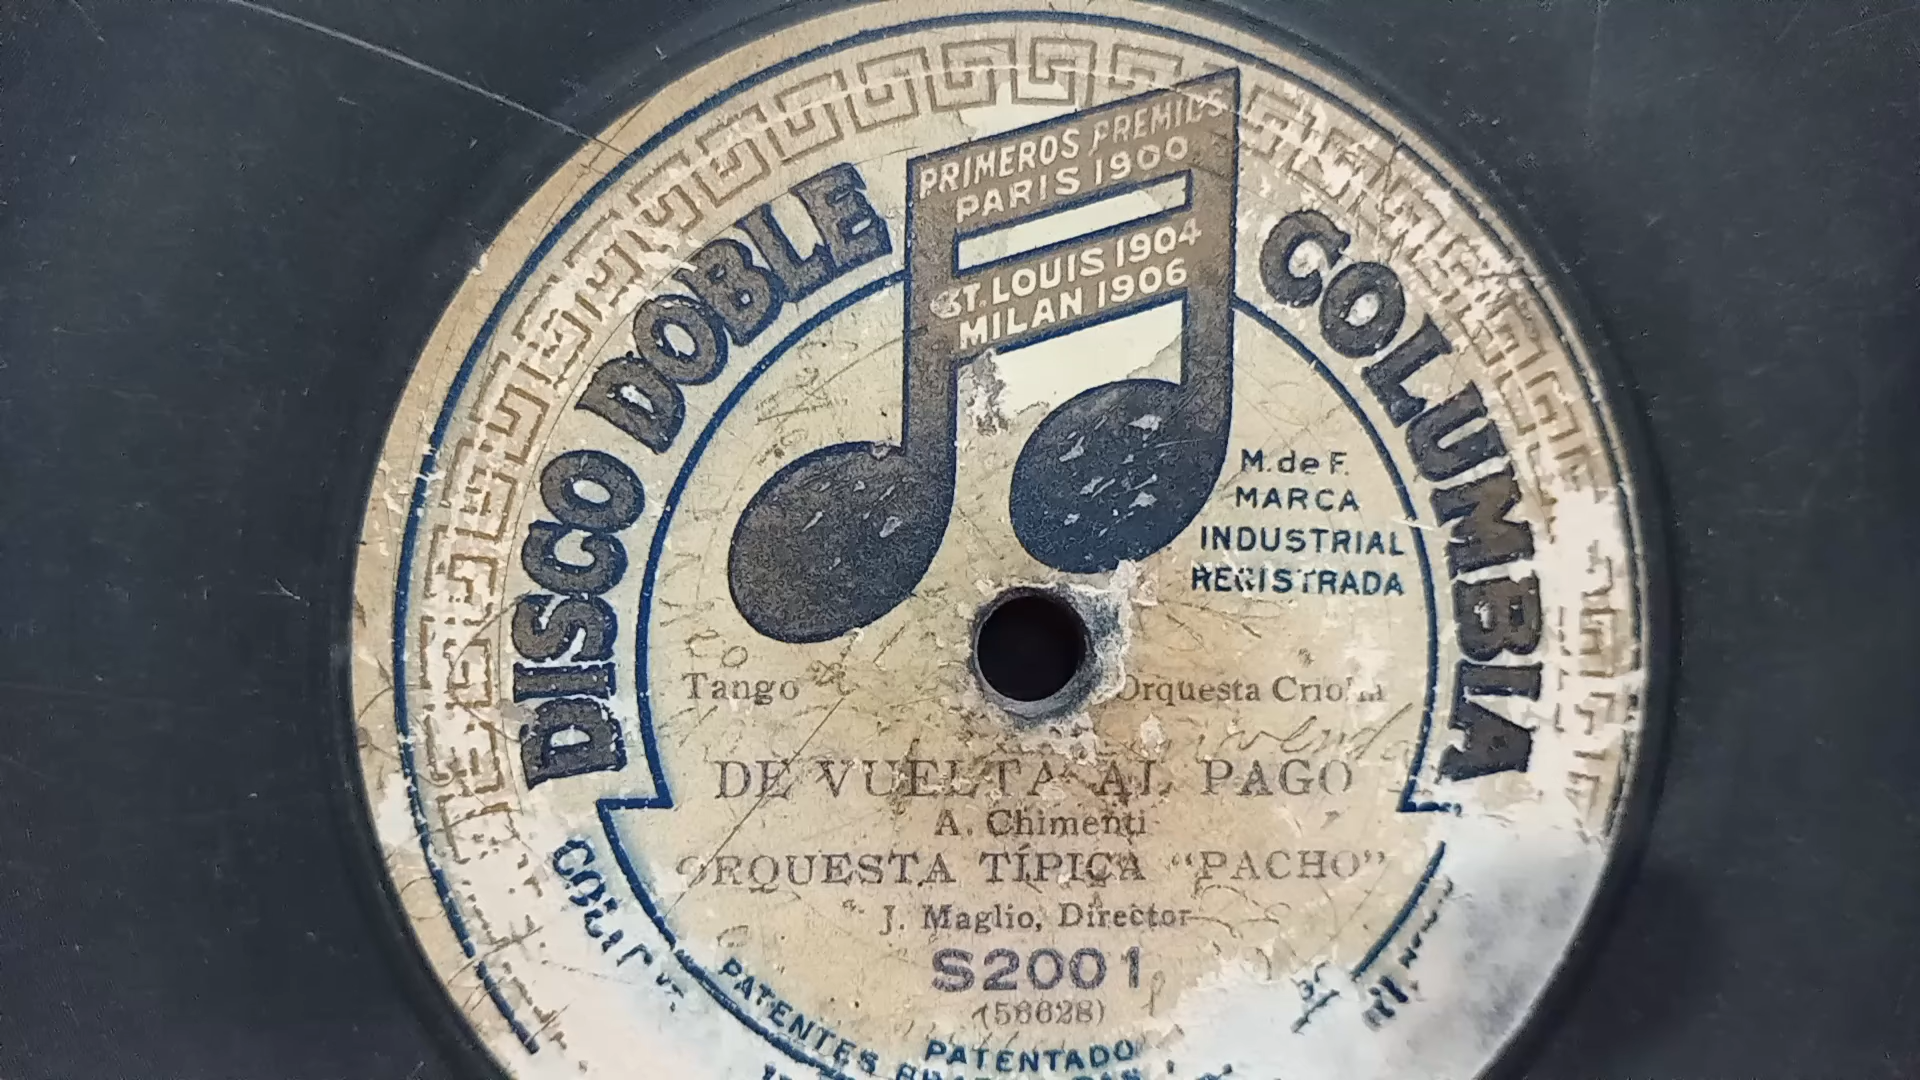 DISCO DOBLE
COLUMBIA
PRIMEROS PREMIOS
PARIS 1900
ST. LOUIS 1904
MILAN 1906
M. de F.
MARCA
INDUSTRIAL
REGISTRADA
Tango
Orquesta Criolla
DE VUELTA AL PAGO
A. Chimenti
ORQUESTA TÍPICA “PACHO”
J. Maglio, Director
S2001
(56628)
PATENTES
PATENTADO